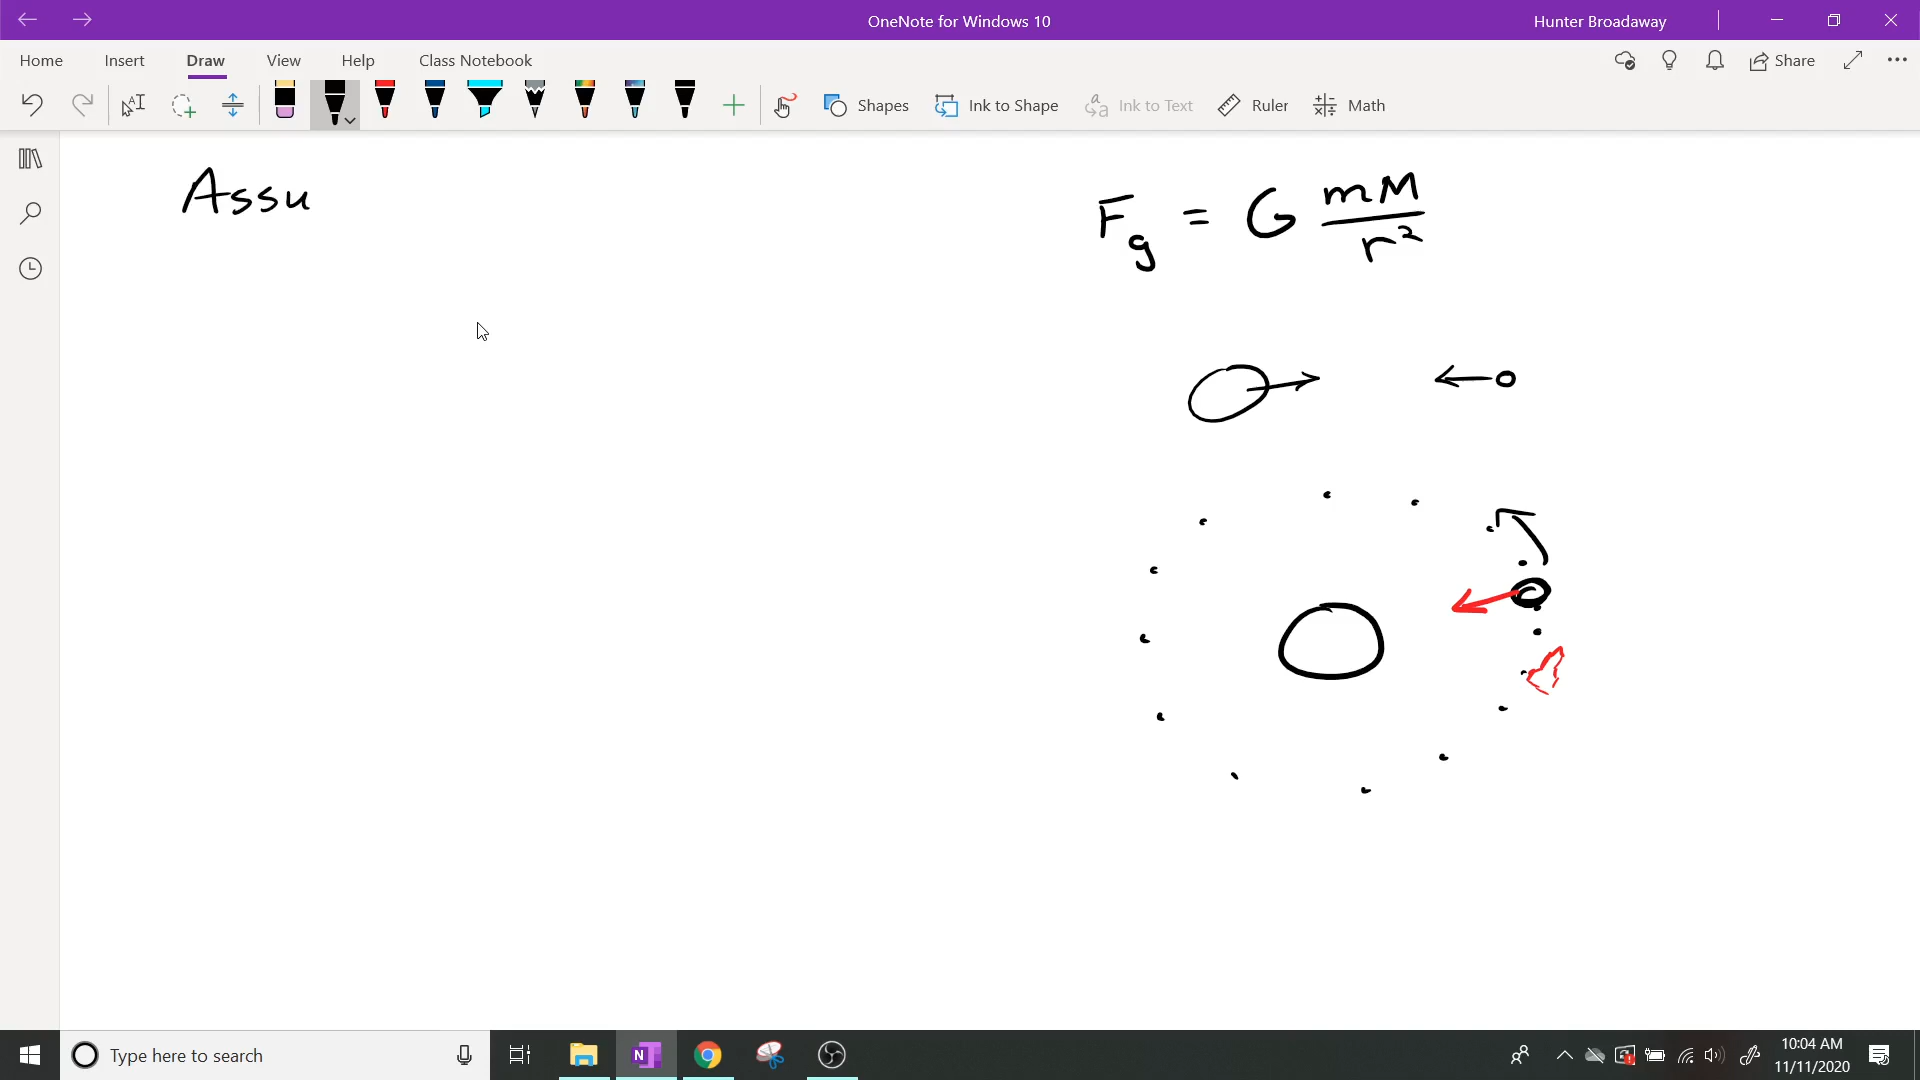 OneNote for Windows 10
Hunter Broadaway
Home Insert Draw View Help Class Notebook
Share
Shapes Ink to Shape Ink to Text Ruler Math
Assu
F_g = G mM/r²
Type here to search
10:04 AM
11/11/2020